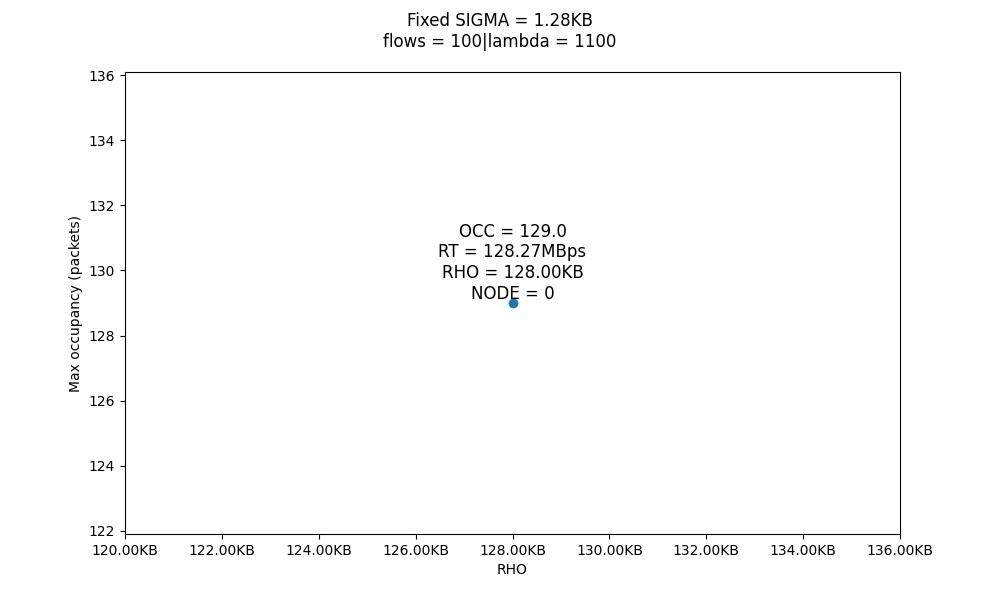 Fixed SIGMA = 1.28KB
flows = 100|lambda = 1100
136
134
132
130
128
126
124
122
Max occupancy (packets)
OCC = 129.0
RT = 128.27MBps
RHO = 128.00KB
NODE = 0
120.00KB 122.00KB 124.00KB 126.00KB 128.00KB 130.00KB 132.00KB 134.00KB 136.00KB
RHO